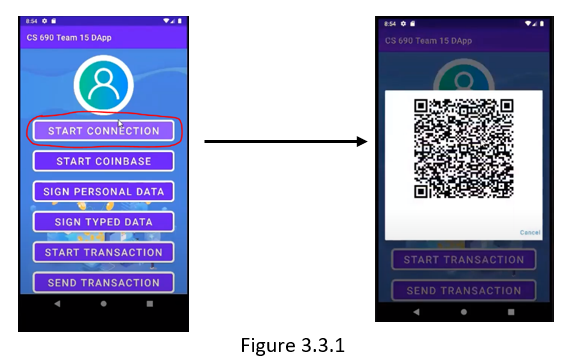 8:54
CS 690 Team 15 DApp
START CONNECTION
START COINBASE
SIGN PERSONAL DATA
SIGN TYPED DATA
START TRANSACTION
SEND TRANSACTION
8:54
CS 690 Team 15 DApp
Cancel
START TRANSACTION
SEND TRANSACTION
Figure 3.3.1